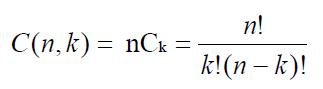 C(n, k) = nCk = n! / k!(n − k)!